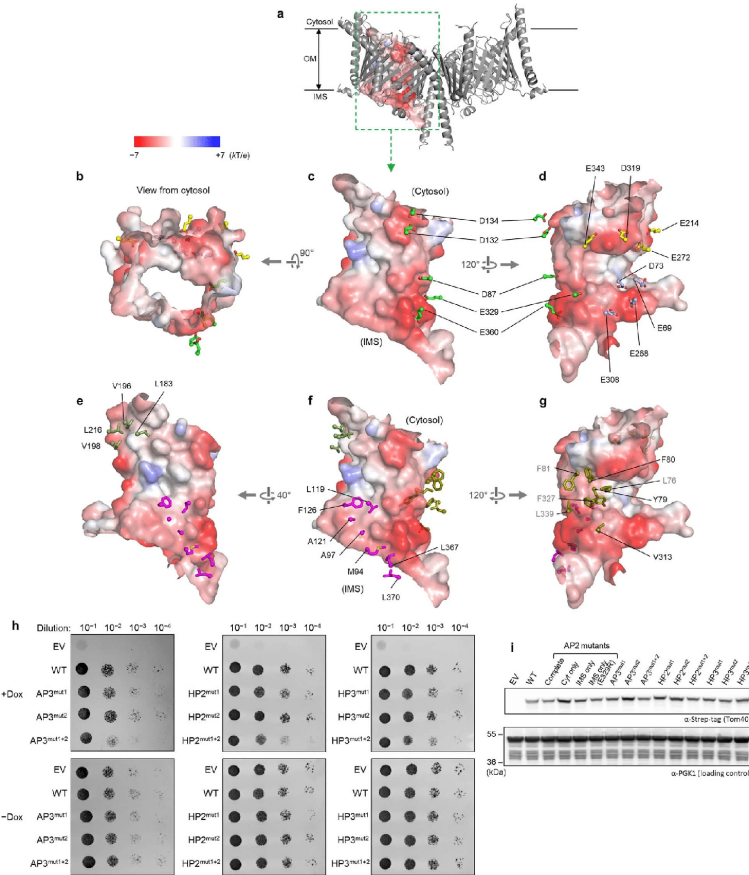 a
Cytosol
OM
IMS
−7
+7 (kT/e)
b
View from cytosol
90°
c
(Cytosol)
(IMS)
D134
D132
D87
E329
E360
120°
d
E343
D319
E214
E272
D73
E69
E268
E308
e
V196
L183
L216
V198
40°
f
(Cytosol)
L119
F126
A121
A97
M94
(IMS)
L367
L370
120°
g
F81
F80
L76
F327
Y79
L339
V313
h
Dilution:
10⁻¹ 10⁻² 10⁻³ 10⁻⁴
10⁻¹ 10⁻² 10⁻³ 10⁻⁴
10⁻¹ 10⁻² 10⁻³ 10⁻⁴
+Dox
EV
WT
AP3mut1
AP3mut2
AP3mut1+2
EV
WT
HP2mut1
HP2mut2
HP2mut1+2
EV
WT
HP3mut1
HP3mut2
HP3mut1+2
−Dox
EV
WT
AP3mut1
AP3mut2
AP3mut1+2
EV
WT
HP2mut1
HP2mut2
HP2mut1+2
EV
WT
HP3mut1
HP3mut2
HP3mut1+2
i
AP2 mutants
EV
WT
Complete
Cyt only
IMS only
IMS only (E329R)
AP3mut1
AP3mut2
AP3mut1+2
HP2mut1
HP2mut2
HP2mut1+2
HP3mut1
HP3mut2
α-Strep-tag (Tom40
55
38
(kDa)
α-PGK1 (loading control